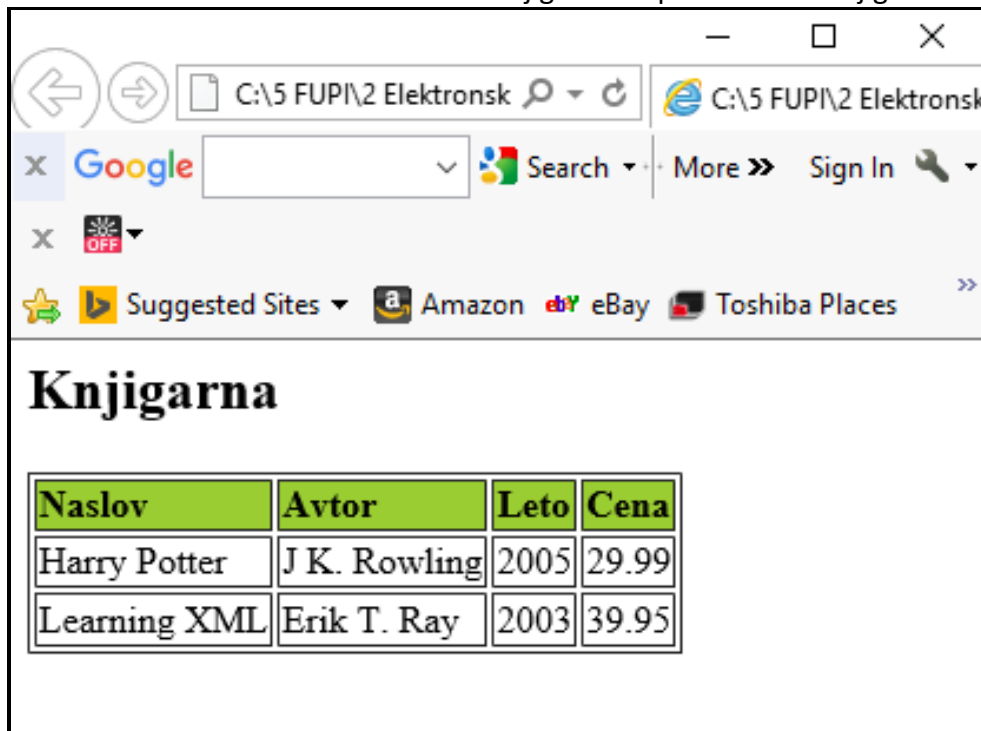 C:\5 FUPI\2 Elektronsk C:\5 FUPI\2 Elektronsk
x Google Search More » Sign In
x OFF
Suggested Sites a Amazon ebY eBay Toshiba Places »
Knjigarna
Naslov Avtor Leto Cena
Harry Potter J K. Rowling 2005 29.99
Learning XML Erik T. Ray 2003 39.95